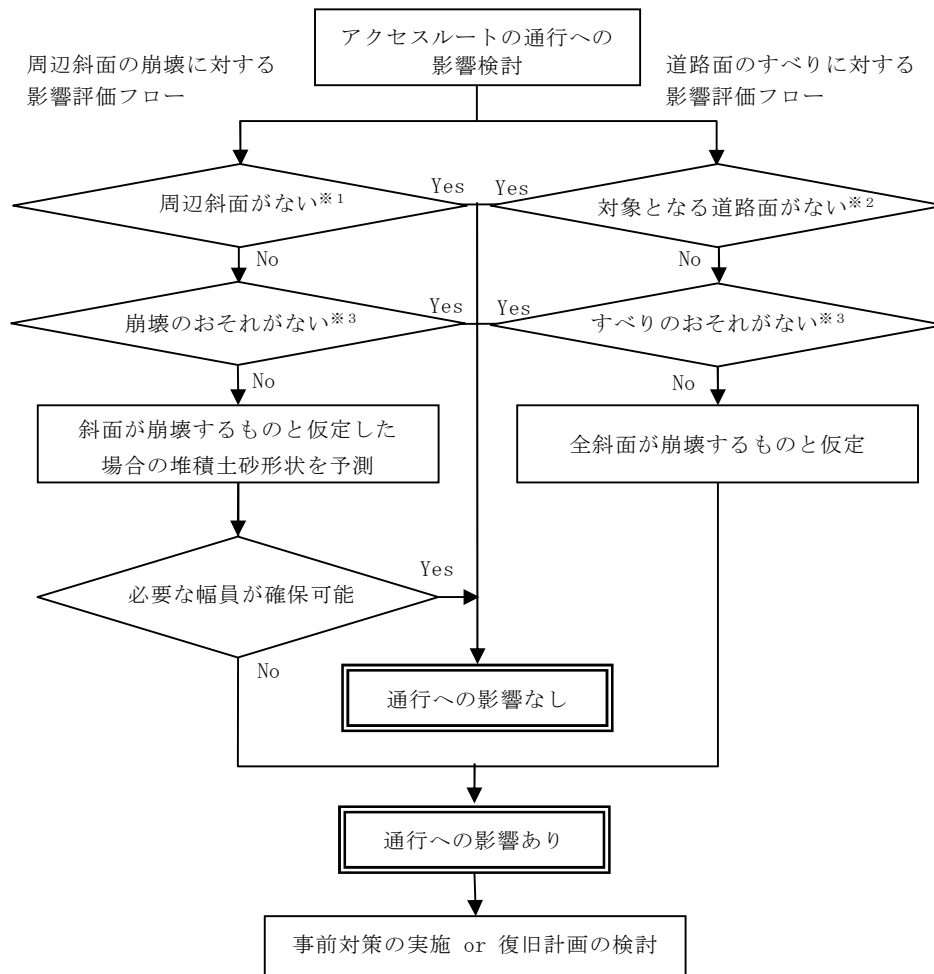 アクセスルートの通行への
影響検討
周辺斜面の崩壊に対する
影響評価フロー
道路面のすべりに対する
影響評価フロー
周辺斜面がない※1
Yes
Yes
対象となる道路面がない※2
No
No
崩壊のおそれがない※3
Yes
Yes
すべりのおそれがない※3
No
No
斜面が崩壊するものと仮定した
場合の堆積土砂形状を予測
全斜面が崩壊するものと仮定
必要な幅員が確保可能
Yes
No
通行への影響なし
通行への影響あり
事前対策の実施 or 復旧計画の検討